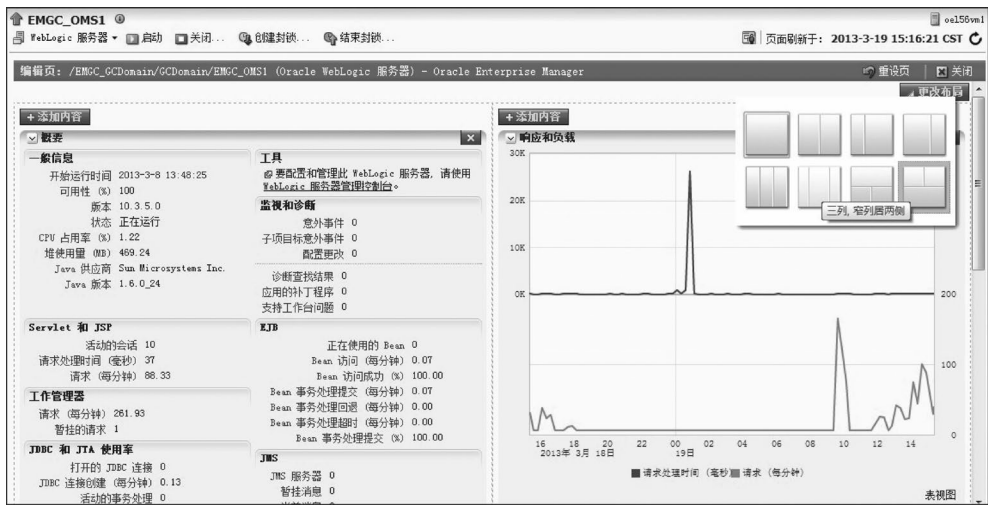 EMGC_OMS1
oel56vm1
WebLogic 服务器 启动 关闭... 创建封锁... 结束封锁...
页面刷新于: 2013-3-19 15:16:21 CST
编辑页: /EMGC_GCDomain/GCDomain/EMGC_OMS1 (Oracle WebLogic 服务器) - Oracle Enterprise Manager
重设页 关闭
更改布局
三列, 窄列居两侧
+添加内容
概要
一般信息
开始运行时间 2013-3-8 13:48:25
可用性 (%) 100
版本 10.3.5.0
状态 正在运行
CPU 占用率 (%) 1.22
堆使用量 (MB) 469.24
Java 供应商 Sun Microsystems Inc.
Java 版本 1.6.0_24
Servlet 和 JSP
活动的会话 10
请求处理时间 (毫秒) 37
请求 (每分钟) 88.33
工作管理器
请求 (每分钟) 261.93
暂挂的请求 1
JDBC 和 JTA 使用率
打开的 JDBC 连接 0
JDBC 连接创建 (每分钟) 0.13
活动的事务处理 0
工具
要配置和管理此 WebLogic 服务器, 请使用
WebLogic 服务器管理控制台。
监视和诊断
意外事件 0
子项目标意外事件 0
配置更改 0
诊断查找结果 0
应用的补丁程序 0
支持工作台问题 0
EJB
正在使用的 Bean 0
Bean 访问 (每分钟) 0.07
Bean 访问成功 (%) 100.00
Bean 事务处理提交 (每分钟) 0.07
Bean 事务处理回退 (每分钟) 0.00
Bean 事务处理超时 (每分钟) 0.00
Bean 事务处理提交 (%) 100.00
JMS
JMS 服务器 0
暂挂消息 0
+添加内容
响应和负载
30K
20K
10K
0K 200
100
0
16 18 20 22 00 02 04 06 08 10 12 14
2013年 3月 18日 19日
请求处理时间 (毫秒) 请求 (每分钟)
表视图